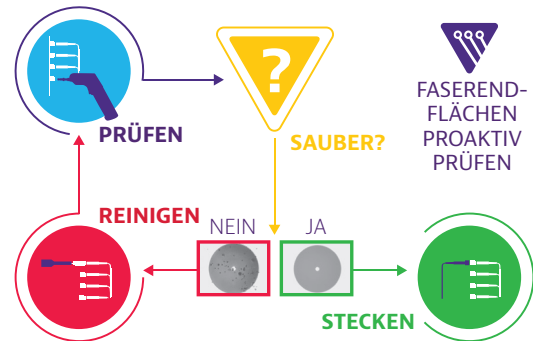 ?
FASEREND-
FLÄCHEN
PROAKTIV
PRÜFEN
PRÜFEN
SAUBER?
REINIGEN
NEIN
JA
STECKEN